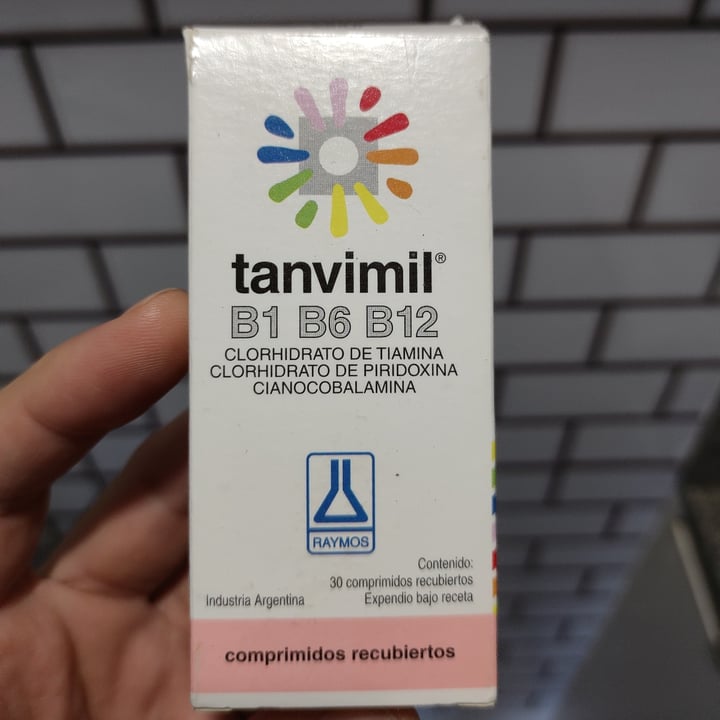 tanvimil®
B1 B6 B12
CLORHIDRATO DE TIAMINA
CLORHIDRATO DE PIRIDOXINA
CIANOCOBALAMINA
RAYMOS
Contenido:
30 comprimidos recubiertos
Industria Argentina Expendio bajo receta
comprimidos recubiertos